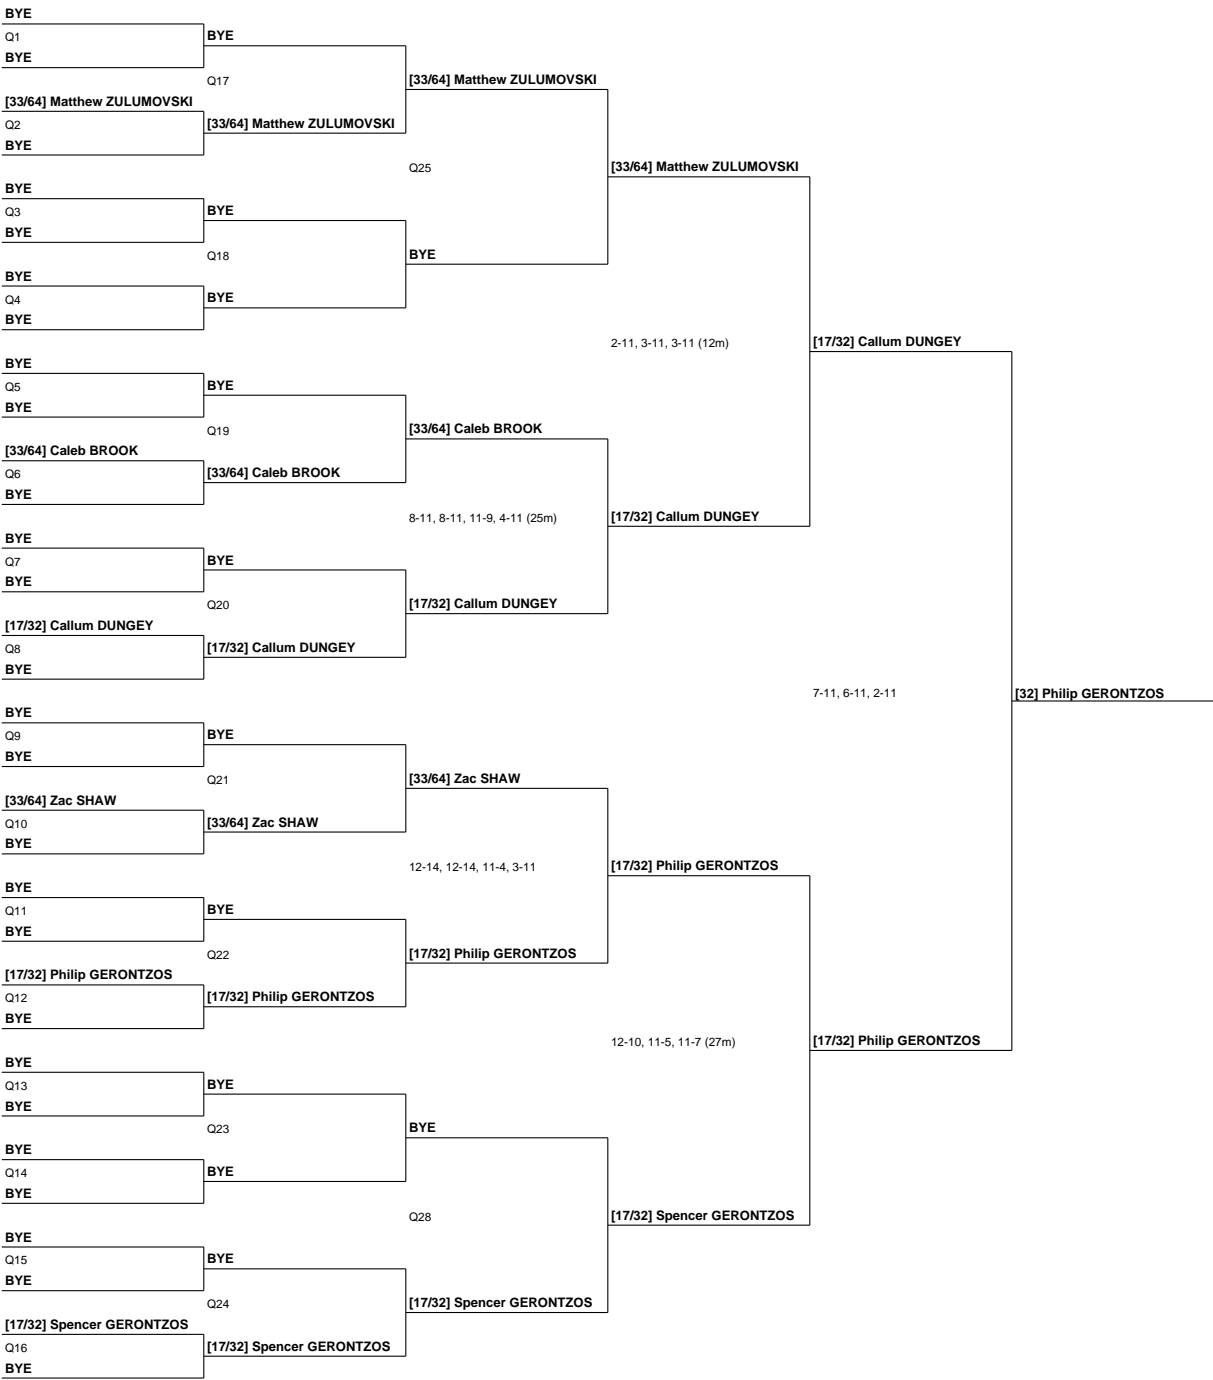 BYE
Q1
BYE
BYE
Q17
[33/64] Matthew ZULUMOVSKI
[33/64] Matthew ZULUMOVSKI
Q2
[33/64] Matthew ZULUMOVSKI
BYE
Q25
[33/64] Matthew ZULUMOVSKI
BYE
Q3
BYE
BYE
Q18
BYE
BYE
Q4
BYE
BYE
2-11, 3-11, 3-11 (12m)
[17/32] Callum DUNGEY
BYE
Q5
BYE
BYE
Q19
[33/64] Caleb BROOK
[33/64] Caleb BROOK
Q6
[33/64] Caleb BROOK
BYE
8-11, 8-11, 11-9, 4-11 (25m)
[17/32] Callum DUNGEY
BYE
Q7
BYE
BYE
Q20
[17/32] Callum DUNGEY
[17/32] Callum DUNGEY
Q8
[17/32] Callum DUNGEY
BYE
7-11, 6-11, 2-11
[32] Philip GERONTZOS
BYE
Q9
BYE
BYE
Q21
[33/64] Zac SHAW
[33/64] Zac SHAW
Q10
[33/64] Zac SHAW
BYE
12-14, 12-14, 11-4, 3-11
[17/32] Philip GERONTZOS
BYE
Q11
BYE
BYE
Q22
[17/32] Philip GERONTZOS
[17/32] Philip GERONTZOS
Q12
[17/32] Philip GERONTZOS
BYE
12-10, 11-5, 11-7 (27m)
[17/32] Philip GERONTZOS
BYE
Q13
BYE
BYE
Q23
BYE
BYE
Q14
BYE
BYE
Q28
[17/32] Spencer GERONTZOS
BYE
Q15
BYE
BYE
Q24
[17/32] Spencer GERONTZOS
[17/32] Spencer GERONTZOS
Q16
[17/32] Spencer GERONTZOS
BYE